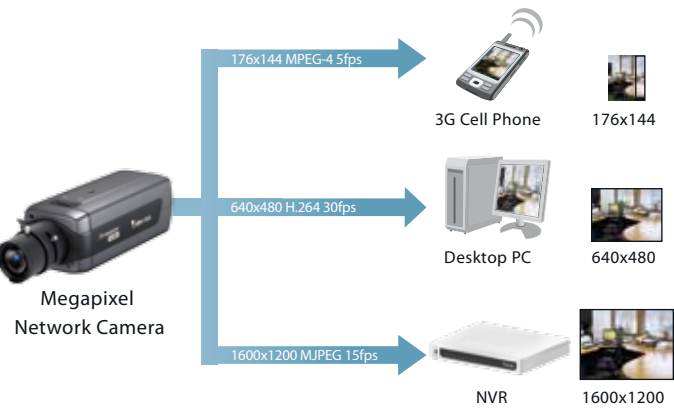 176x144 MPEG-4 5fps
3G Cell Phone
176x144
640x480 H.264 30fps
Desktop PC
640x480
Megapixel
Network Camera
1600x1200 MJPEG 15fps
NVR
1600x1200